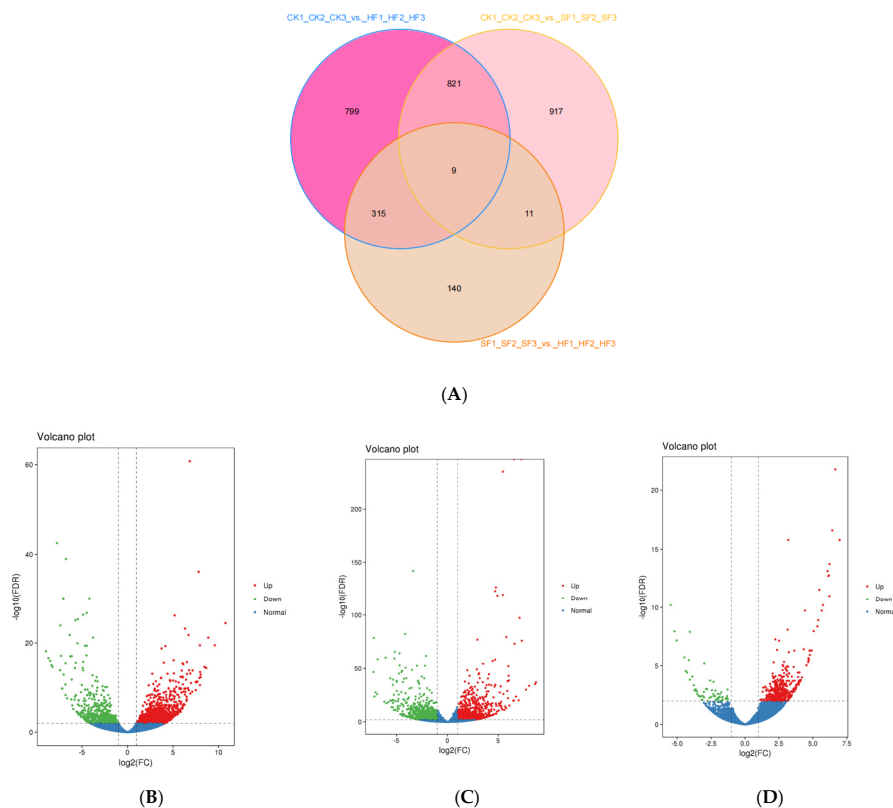 CK1_CK2_CK3_vs._HF1_HF2_HF3
CK1_CK2_CK3_vs._SF1_SF2_SF3
821
799
917
9
315
11
140
SF1_SF2_SF3_vs._HF1_HF2_HF3
(A)
Volcano plot
60
40
20
0
-log10(FDR)
-5
0
5
10
log2(FC)
Up
Down
Normal
(B)
Volcano plot
200
150
100
50
0
-log10(FDR)
-5
0
5
log2(FC)
Up
Down
Normal
(C)
Volcano plot
20
15
10
5
0
-log10(FDR)
-5.0
-2.5
0.0
2.5
5.0
7.5
log2(FC)
Up
Down
Normal
(D)